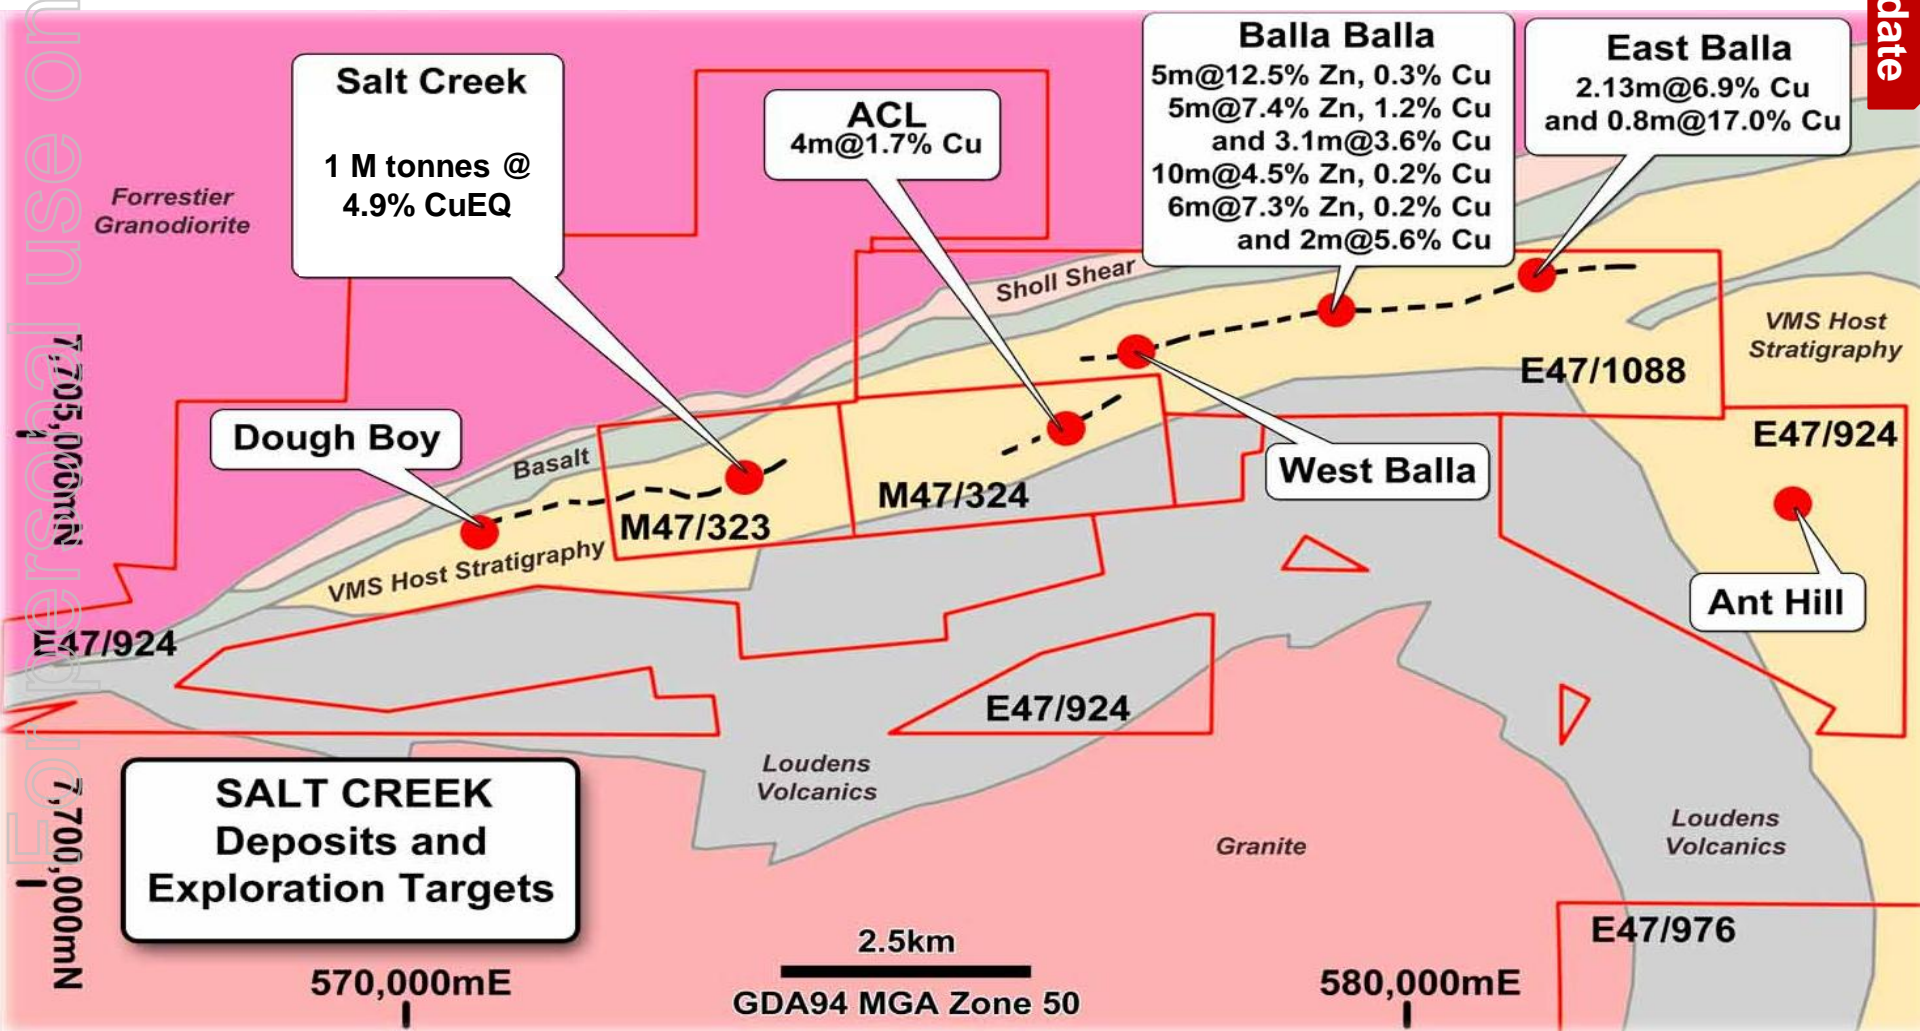 For personal use on
date
Salt Creek
1 M tonnes @
4.9% CuEQ
ACL
4m@1.7% Cu
Balla Balla
5m@12.5% Zn, 0.3% Cu
5m@7.4% Zn, 1.2% Cu
and 3.1m@3.6% Cu
10m@4.5% Zn, 0.2% Cu
6m@7.3% Zn, 0.2% Cu
and 2m@5.6% Cu
East Balla
2.13m@6.9% Cu
and 0.8m@17.0% Cu
Forrestier
Granodiorite
Sholl Shear
VMS Host
Stratigraphy
E47/1088
7,705,000mN
Dough Boy
Basalt
E47/924
West Balla
M47/324
M47/323
VMS Host Stratigraphy
Ant Hill
E47/924
E47/924
Loudens
Volcanics
SALT CREEK
Deposits and
Exploration Targets
7,700,000mN
Granite
Loudens
Volcanics
E47/976
2.5km
570,000mE
580,000mE
GDA94 MGA Zone 50